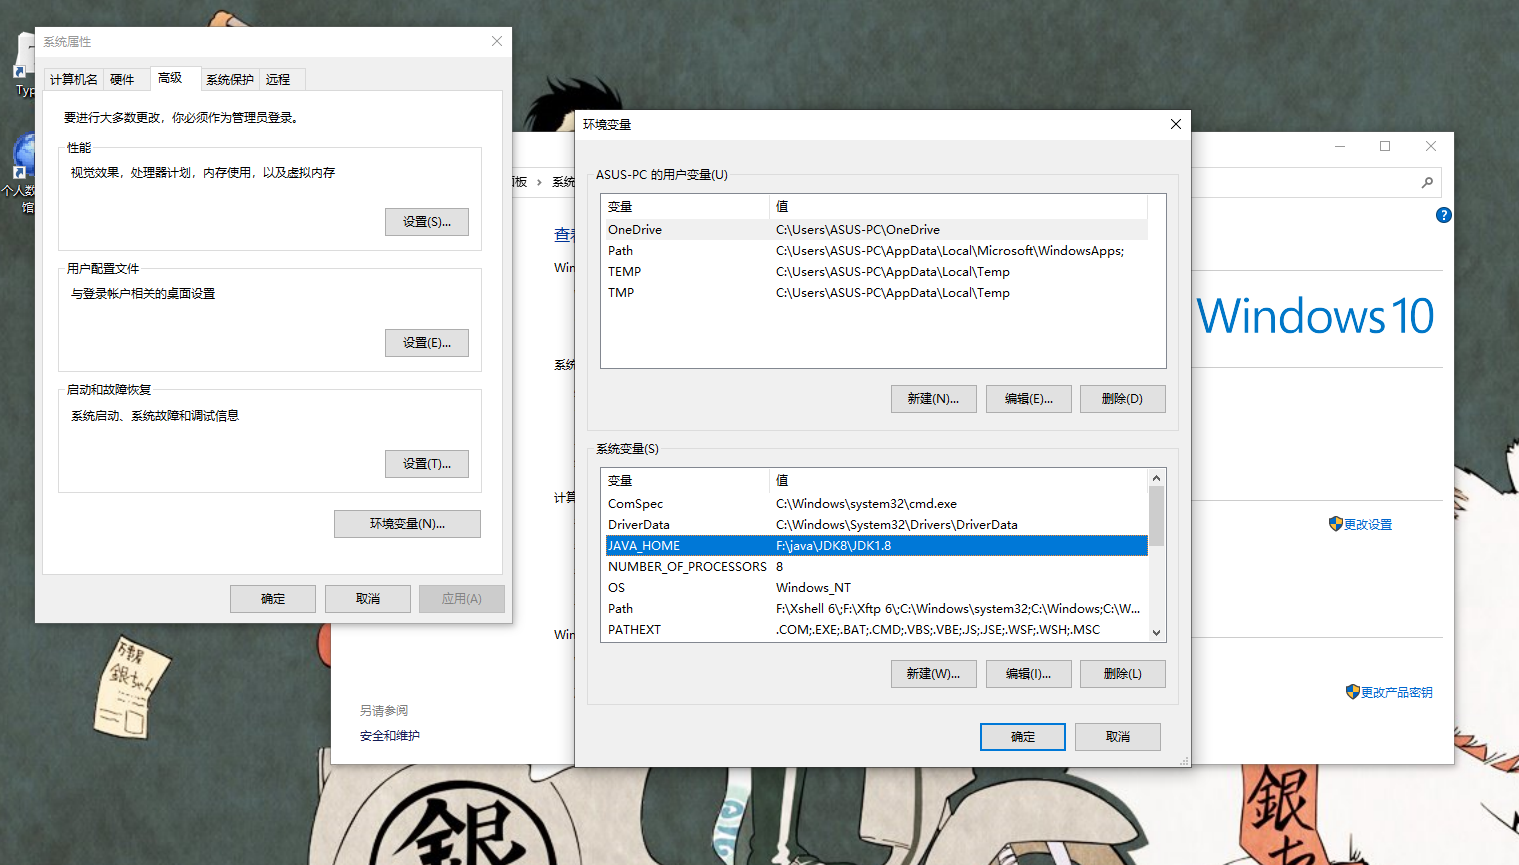 系统属性
计算机名 硬件 高级 系统保护 远程
要进行大多数更改，你必须作为管理员登录。
性能
视觉效果，处理器计划，内存使用，以及虚拟内存
设置(S)...
用户配置文件
与登录帐户相关的桌面设置
设置(E)...
启动和故障恢复
系统启动、系统故障和调试信息
设置(T)...
环境变量(N)...
确定 取消 应用(A)
Typ
个人数
馆
板 › 系统
查看
Win
系统
计算
Win
另请参阅
安全和维护
环境变量
ASUS-PC 的用户变量(U)
变量 值
OneDrive C:\Users\ASUS-PC\OneDrive
Path C:\Users\ASUS-PC\AppData\Local\Microsoft\WindowsApps;
TEMP C:\Users\ASUS-PC\AppData\Local\Temp
TMP C:\Users\ASUS-PC\AppData\Local\Temp
新建(N)... 编辑(E)... 删除(D)
系统变量(S)
变量 值
ComSpec C:\Windows\system32\cmd.exe
DriverData C:\Windows\System32\Drivers\DriverData
JAVA_HOME F:\java\JDK8\JDK1.8
NUMBER_OF_PROCESSORS 8
OS Windows_NT
Path F:\Xshell 6\;F:\Xftp 6\;C:\Windows\system32;C:\Windows;C:\W...
PATHEXT .COM;.EXE;.BAT;.CMD;.VBS;.VBE;.JS;.JSE;.WSF;.WSH;.MSC
新建(W)... 编辑(I)... 删除(L)
确定 取消
?
Windows 10
更改设置
更改产品密钥
万事屋
銀ちゃん
銀
銀ち